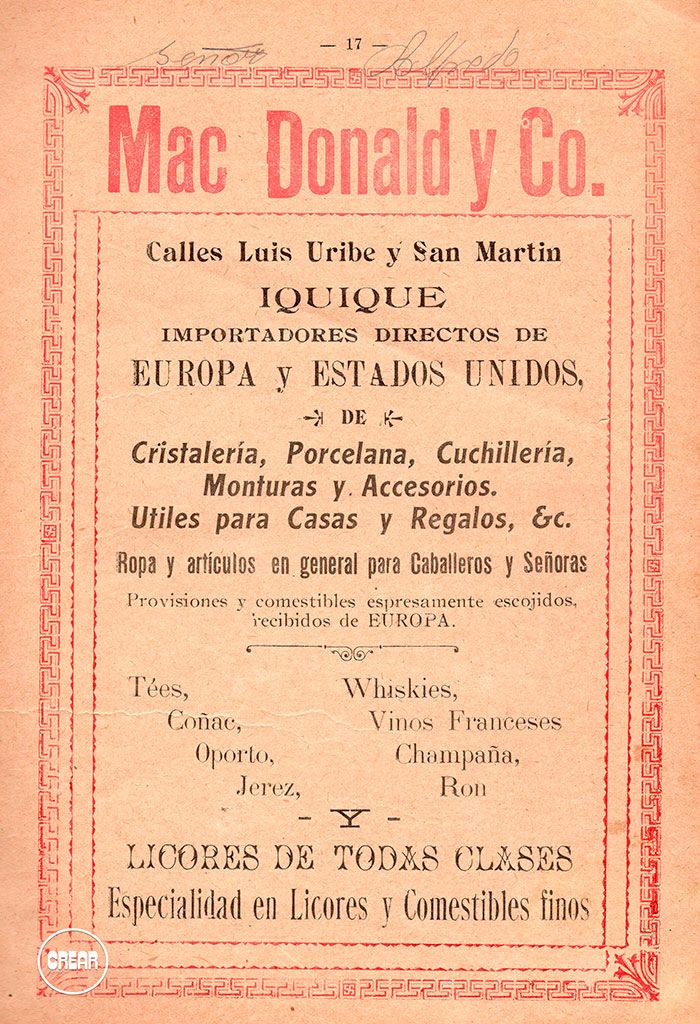 — 17 —
Señor Alfredo
Mac Donald y Co.
Calles Luis Uribe y San Martin
IQUIQUE
IMPORTADORES DIRECTOS DE
EUROPA y ESTADOS UNIDOS,
DE
Cristalería, Porcelana, Cuchillería,
Monturas y Accesorios.
Utiles para Casas y Regalos, &c.
Ropa y artículos en general para Caballeros y Señoras
Provisiones y comestibles espresamente escojidos,
recibidos de EUROPA.
Tées, Whiskies,
Coñac, Vinos Franceses
Oporto, Champaña,
Jerez, Ron
- Y -
LICORES DE TODAS CLASES
Especialidad en Licores y Comestibles finos
CREAR